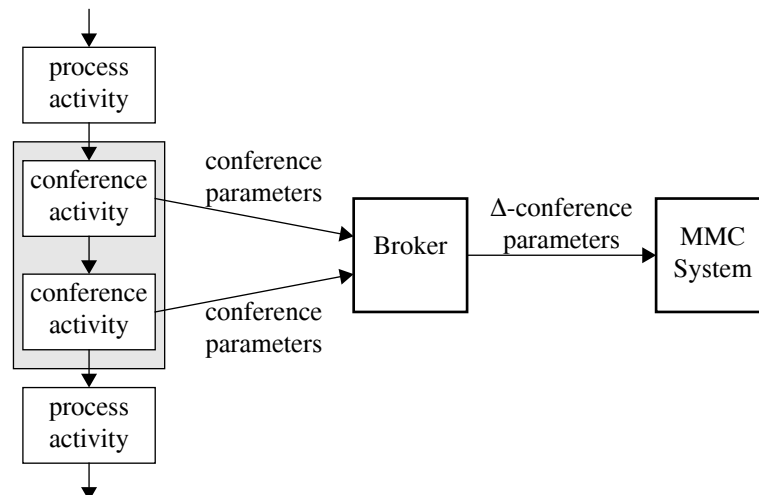 process
activity
conference
activity
conference
parameters
conference
activity
conference
parameters
process
activity
Broker
Δ-conference
parameters
MMC
System